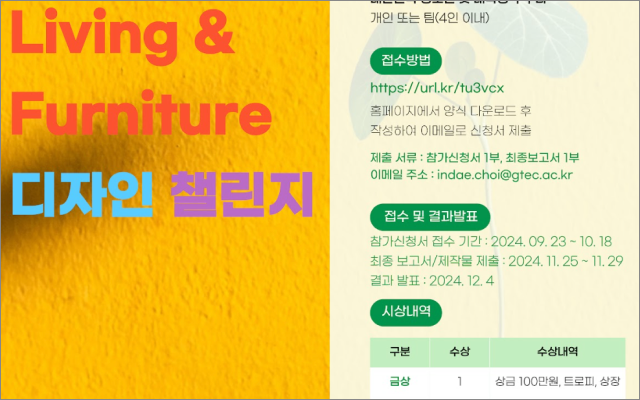 Living &
Furniture
디자인 챌린지
개인 또는 팀(4인 이내)
접수방법
https://url.kr/tu3vcx
홈페이지에서 양식 다운로드 후
작성하여 이메일로 신청서 제출
제출 서류 : 참가신청서 1부, 최종보고서 1부
이메일 주소 : indae.choi@gtec.ac.kr
접수 및 결과발표
참가신청서 접수 기간 : 2024. 09. 23 ~ 10. 18
최종 보고서/제작물 제출 : 2024. 11. 25 ~ 11. 29
결과 발표 : 2024. 12. 4
시상내역
구분 수상 수상내역
금상 1 상금 100만원, 트로피, 상장